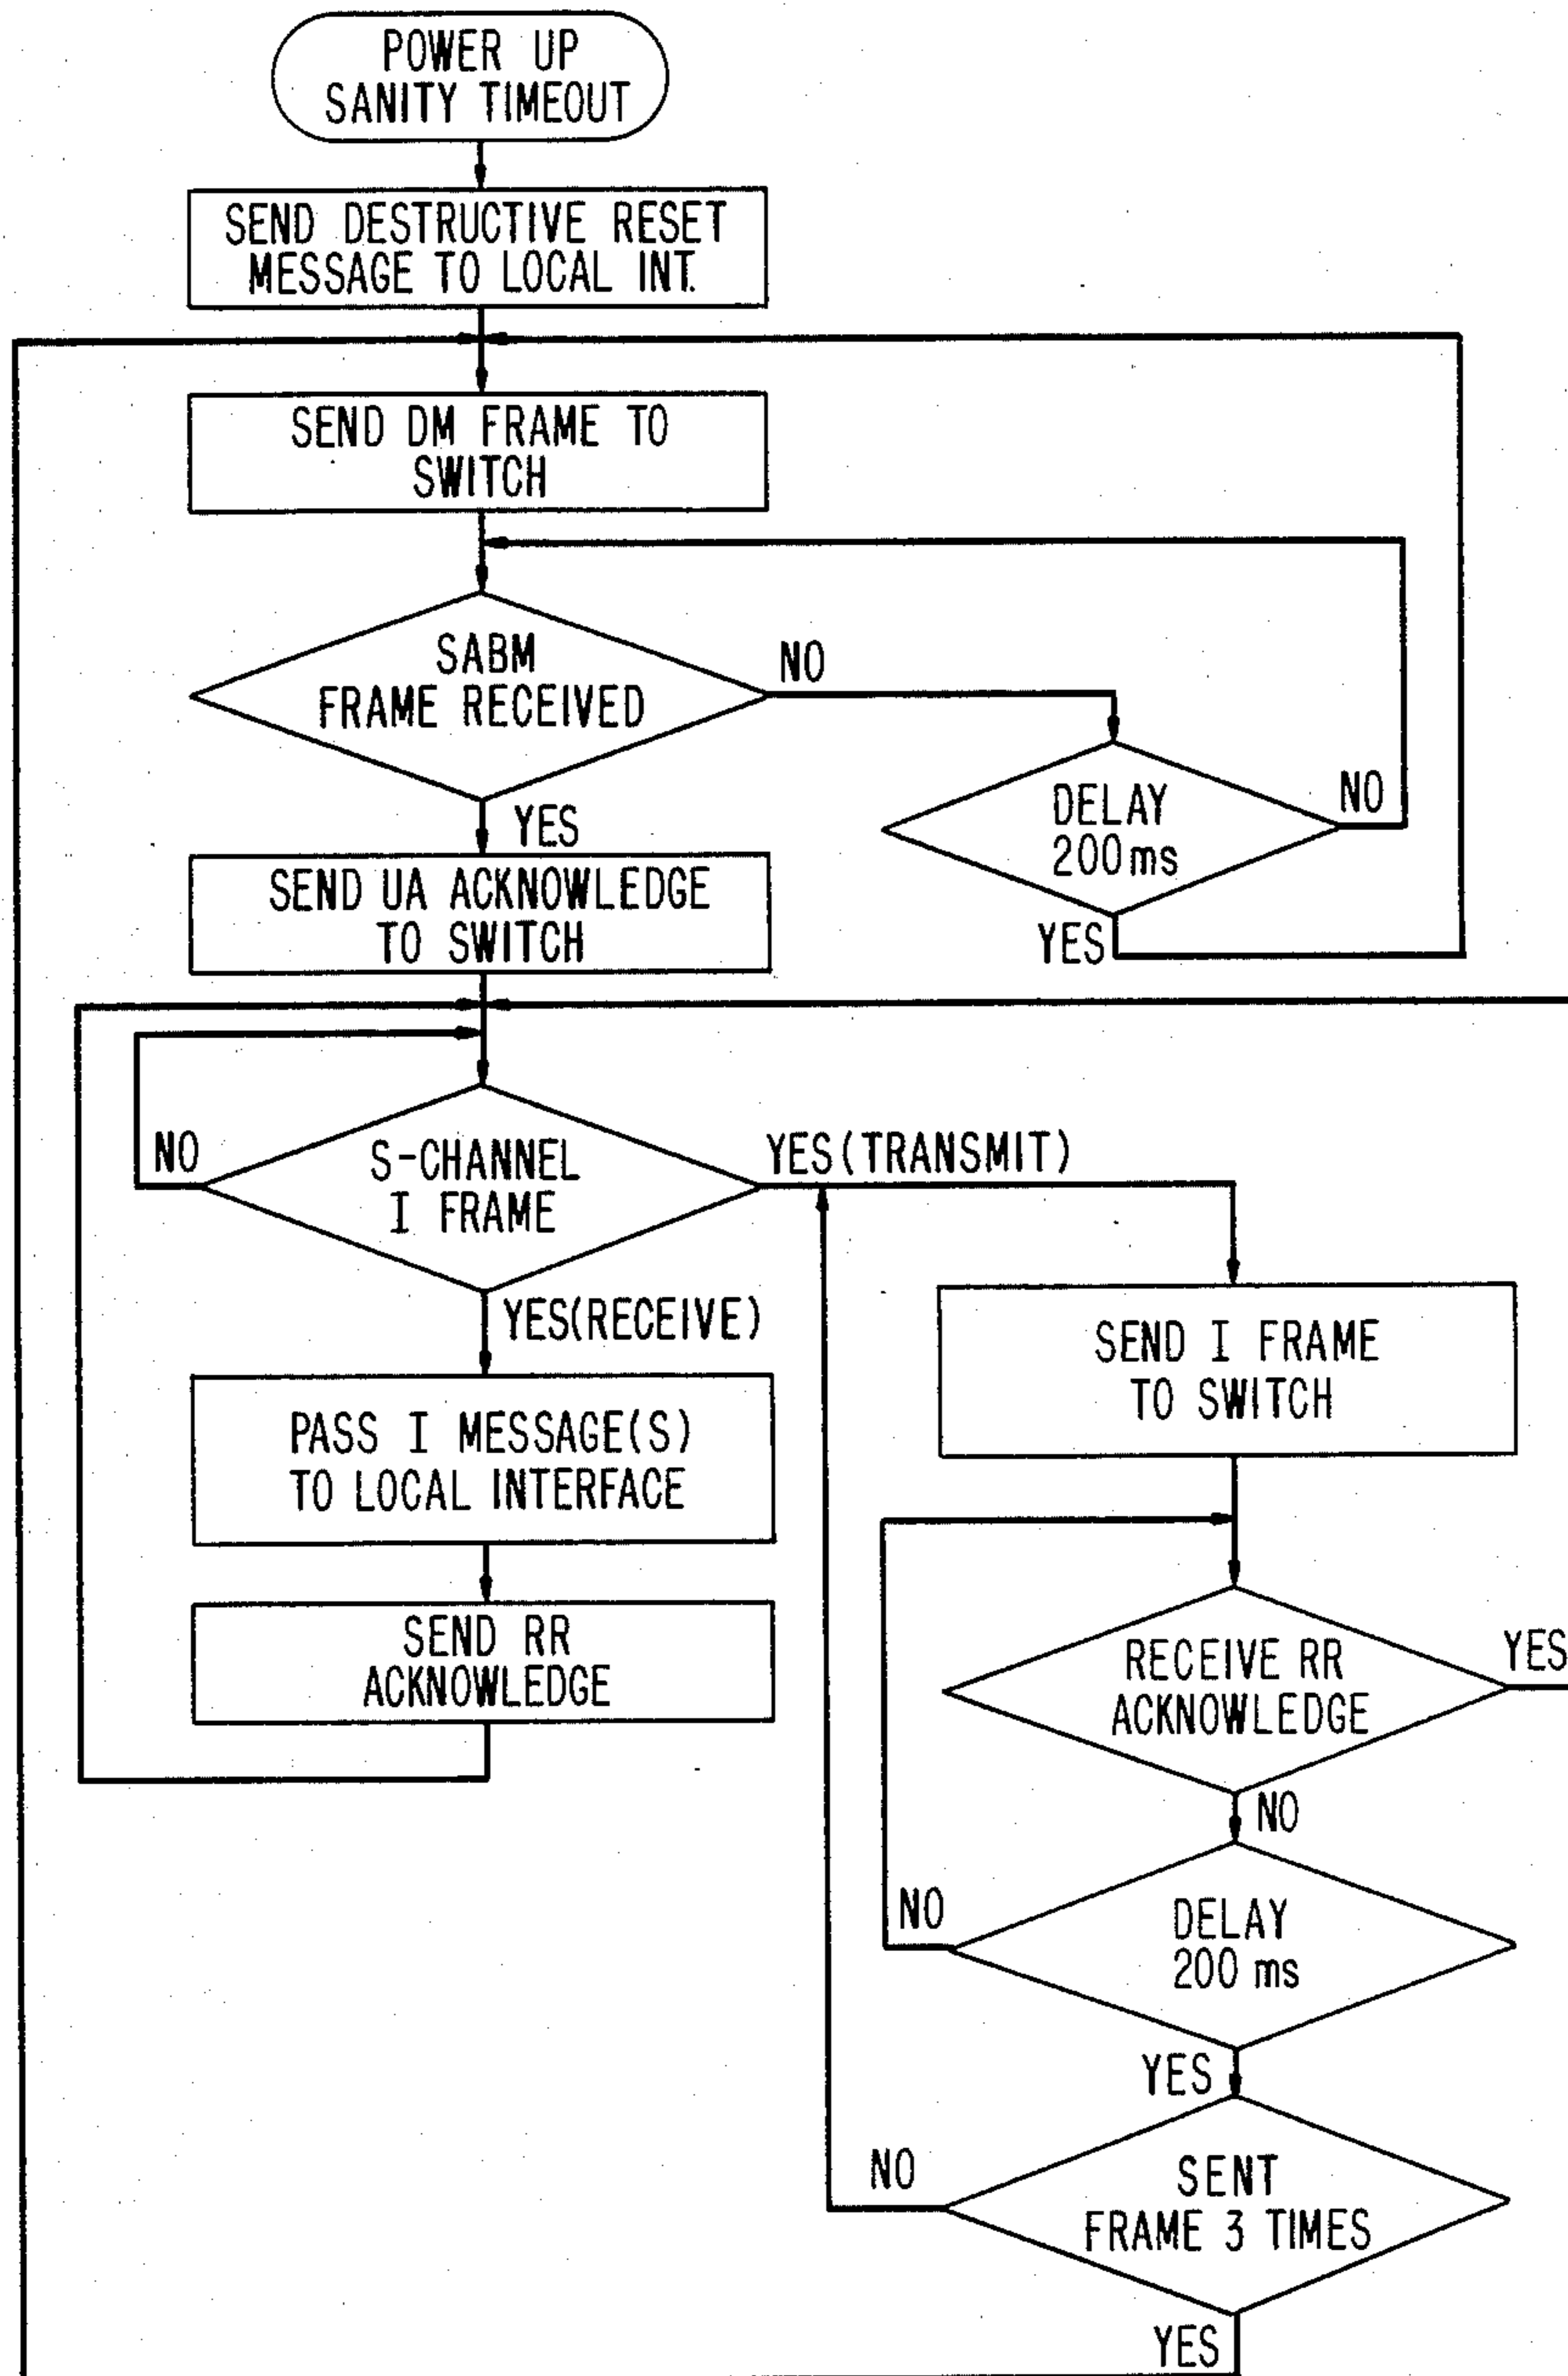 POWER UP
SANITY TIMEOUT
SEND DESTRUCTIVE RESET
MESSAGE TO LOCAL INT.
SEND DM FRAME TO
SWITCH
SABM
FRAME RECEIVED
NO
DELAY
200ms
NO
YES
YES
SEND UA ACKNOWLEDGE
TO SWITCH
S-CHANNEL
I FRAME
NO
YES(TRANSMIT)
YES(RECEIVE)
PASS I MESSAGE(S)
TO LOCAL INTERFACE
SEND RR
ACKNOWLEDGE
SEND I FRAME
TO SWITCH
RECEIVE RR
ACKNOWLEDGE
YES
NO
DELAY
200 ms
NO
YES
SENT
FRAME 3 TIMES
NO
YES